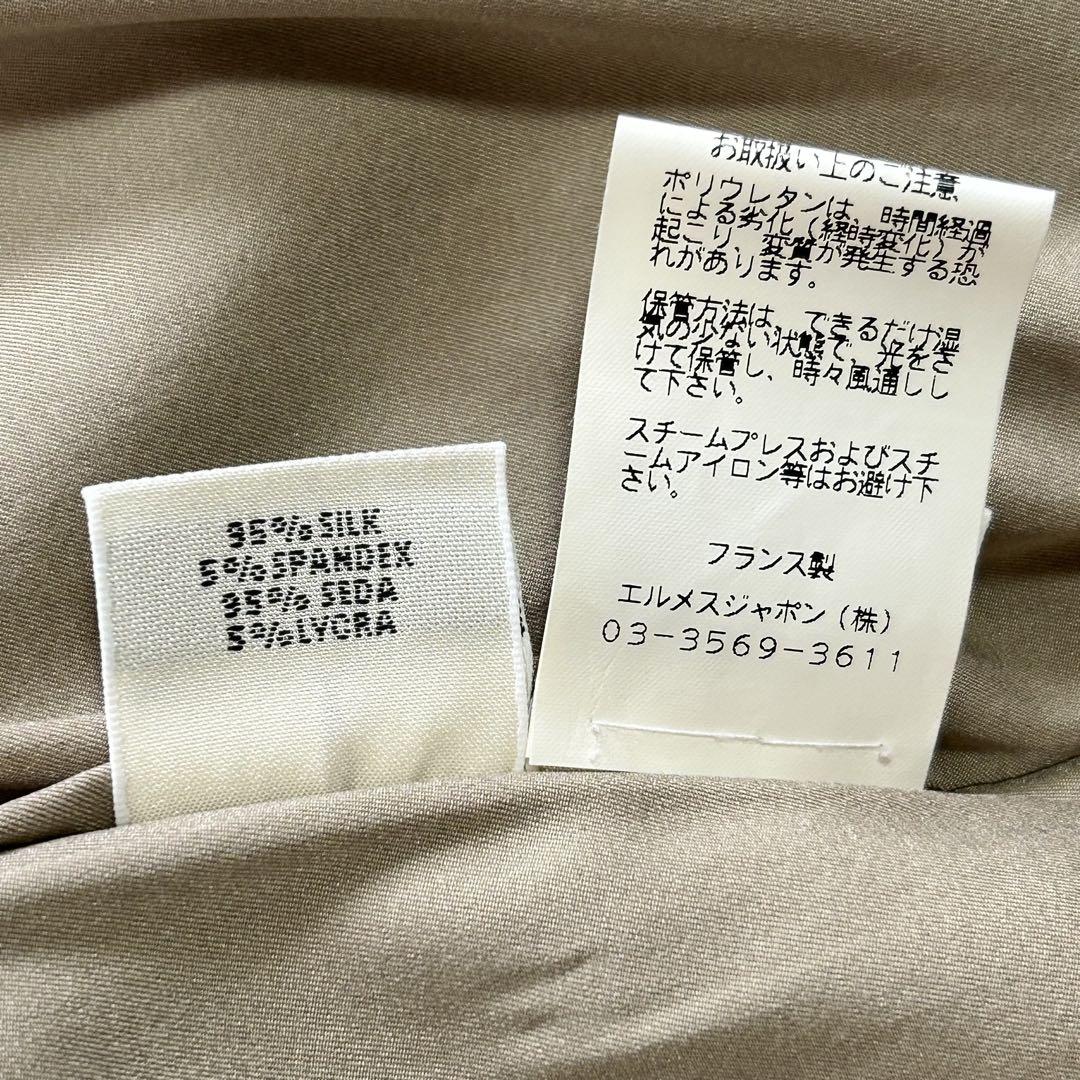 95% SILK
5% SPANDEX
95% SEDA
5% LYCRA
お取扱い上のご注意
ポリウレタンは、時間経過
による劣化（経時変化）が
起こり、変質が発生する恐
れがあります。
保管方法は、できるだけ湿
気の少ない状態で、光をさ
けて保管し、時々風通しし
て下さい。
スチームプレスおよびスチ
ームアイロン等はお避け下
さい。
フランス製
エルメスジャポン（株）
03-3569-3611